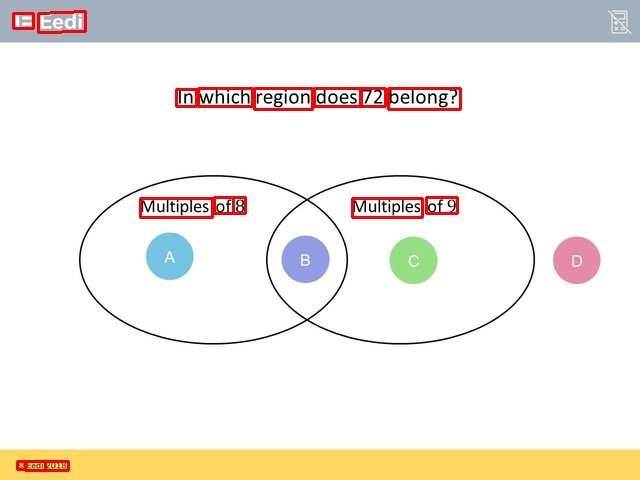 Eedi
In which region does 72 belong?
Multiples of 8
Multiples of 9
A
B
C
D
© Eedi 2018